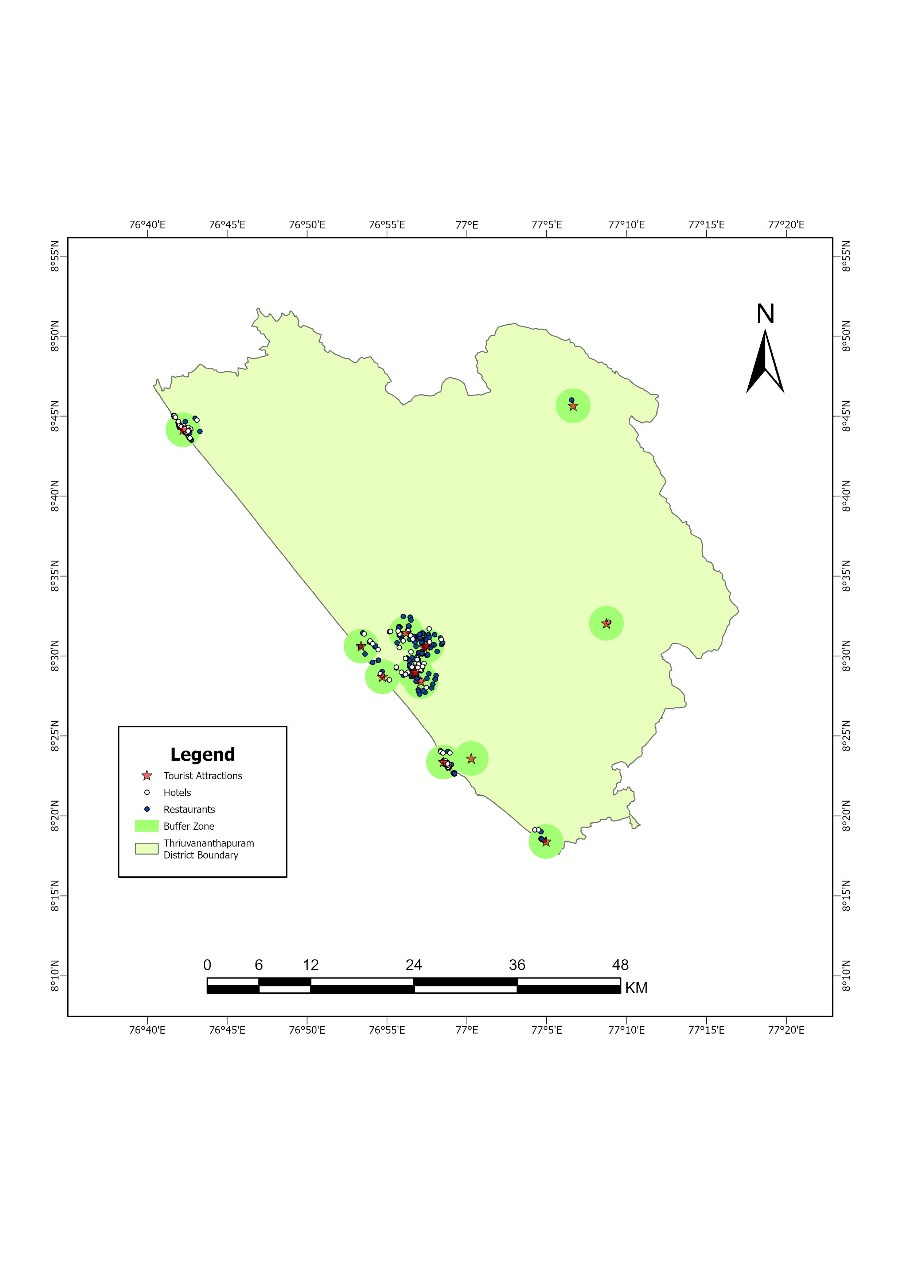 76°40'E 76°45'E 76°50'E 76°55'E 77°E 77°5'E 77°10'E 77°15'E 77°20'E
8°55'N 8°55'N
N
8°50'N 8°50'N
8°45'N 8°45'N
8°40'N 8°40'N
8°35'N 8°35'N
8°30'N 8°30'N
8°25'N 8°25'N
Legend
Tourist Attractions
Hotels
Restaurants
Buffer Zone
Thriuvananthapuram
District Boundary
8°20'N 8°20'N
8°15'N 8°15'N
8°10'N 8°10'N
0 6 12 24 36 48
KM
76°40'E 76°45'E 76°50'E 76°55'E 77°E 77°5'E 77°10'E 77°15'E 77°20'E